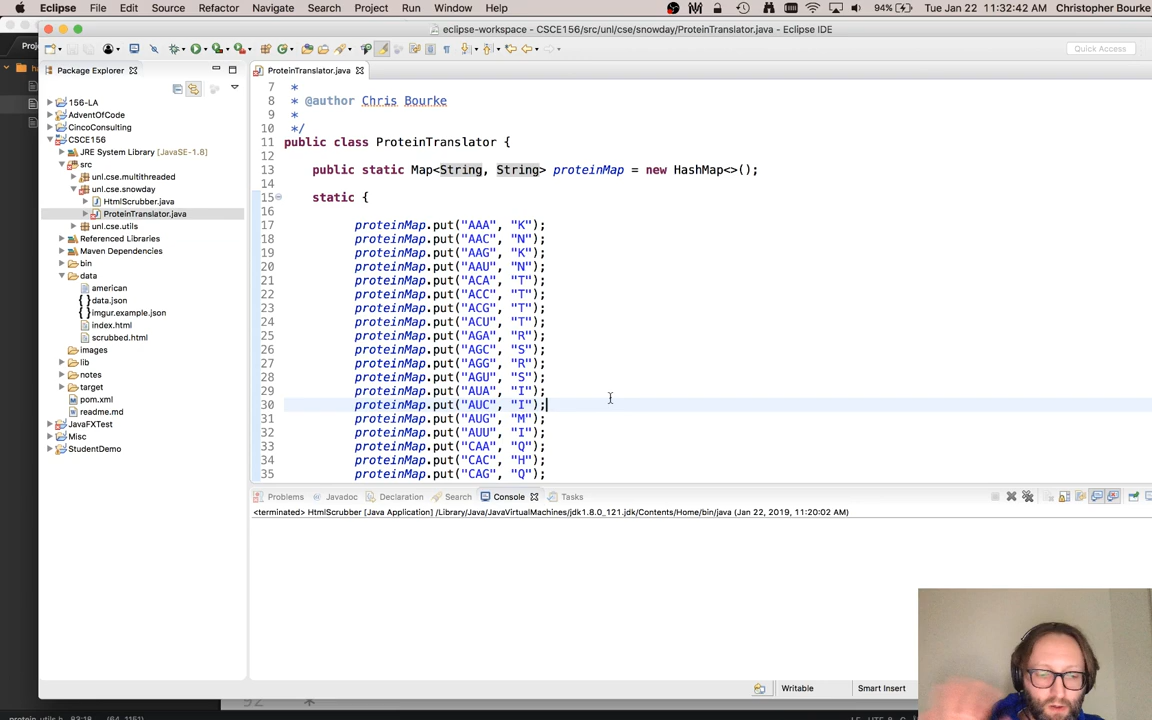 Eclipse File Edit Source Refactor Navigate Search Project Run Window Help 94% Tue Jan 22 11:32:42 AM Christopher Bourke
eclipse-workspace - CSCE156/src/unl/cse/snowday/ProteinTranslator.java - Eclipse IDE
Quick Access
Package Explorer
156-LA
AdventOfCode
CincoConsulting
CSCE156
JRE System Library [JavaSE-1.8]
src
unl.cse.multithreaded
unl.cse.snowday
HtmlScrubber.java
ProteinTranslator.java
unl.cse.utils
Referenced Libraries
Maven Dependencies
bin
data
american
data.json
imgur.example.json
index.html
scrubbed.html
images
lib
notes
target
pom.xml
readme.md
JavaFXTest
Misc
StudentDemo
ProteinTranslator.java
7 *
8 * @author Chris Bourke
9 *
10 */
11 public class ProteinTranslator {
12
13 public static Map<String, String> proteinMap = new HashMap<>();
14
15 static {
16
17 proteinMap.put("AAA", "K");
18 proteinMap.put("AAC", "N");
19 proteinMap.put("AAG", "K");
20 proteinMap.put("AAU", "N");
21 proteinMap.put("ACA", "T");
22 proteinMap.put("ACC", "T");
23 proteinMap.put("ACG", "T");
24 proteinMap.put("ACU", "T");
25 proteinMap.put("AGA", "R");
26 proteinMap.put("AGC", "S");
27 proteinMap.put("AGG", "R");
28 proteinMap.put("AGU", "S");
29 proteinMap.put("AUA", "I");
30 proteinMap.put("AUC", "I");
31 proteinMap.put("AUG", "M");
32 proteinMap.put("AUU", "I");
33 proteinMap.put("CAA", "Q");
34 proteinMap.put("CAC", "H");
35 proteinMap.put("CAG", "Q");
Problems Javadoc Declaration Search Console Tasks
<terminated> HtmlScrubber [Java Application] /Library/Java/JavaVirtualMachines/jdk1.8.0_121.jdk/Contents/Home/bin/java (Jan 22, 2019, 11:20:02 AM)
Writable Smart Insert